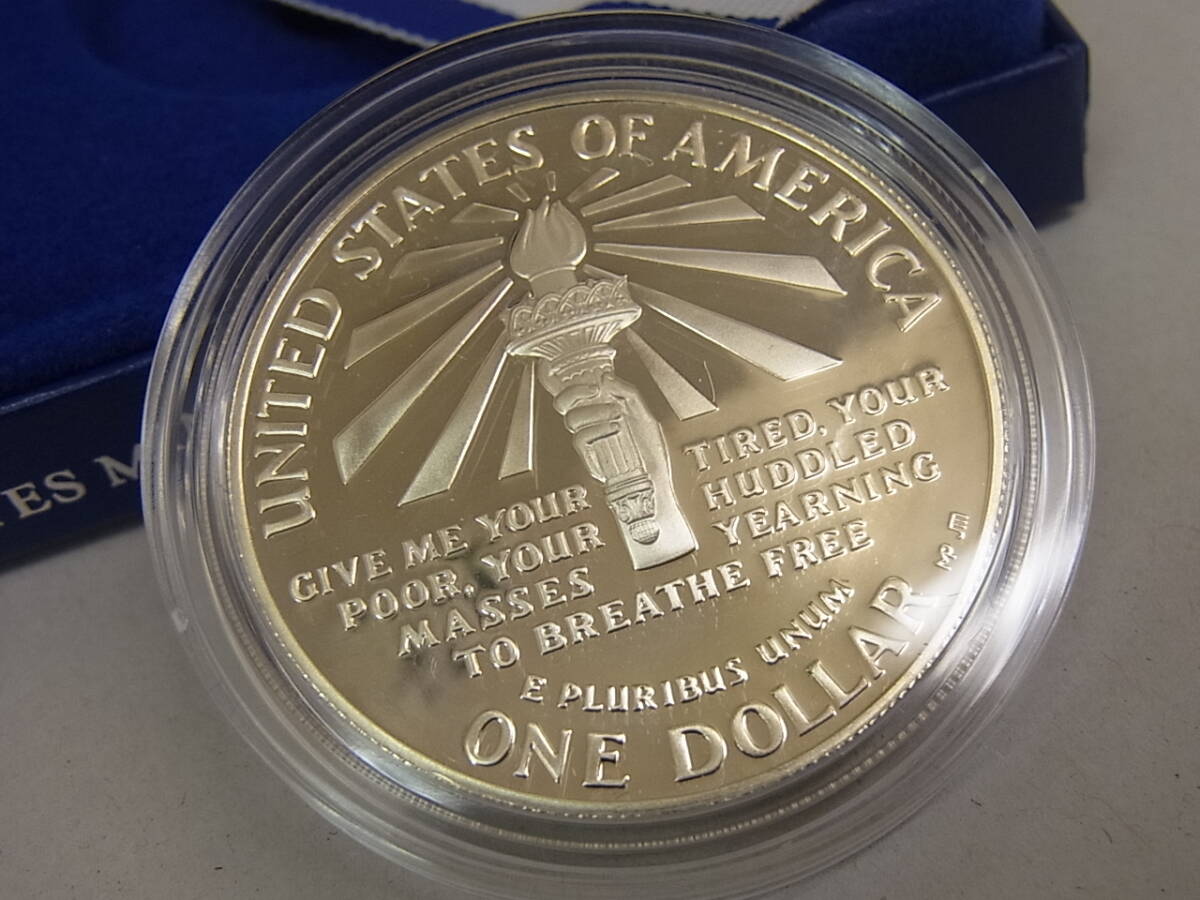 UNITED STATES OF AMERICA
GIVE ME YOUR TIRED, YOUR
POOR, YOUR HUDDLED
MASSES YEARNING
TO BREATHE FREE
E PLURIBUS UNUM
ONE DOLLAR